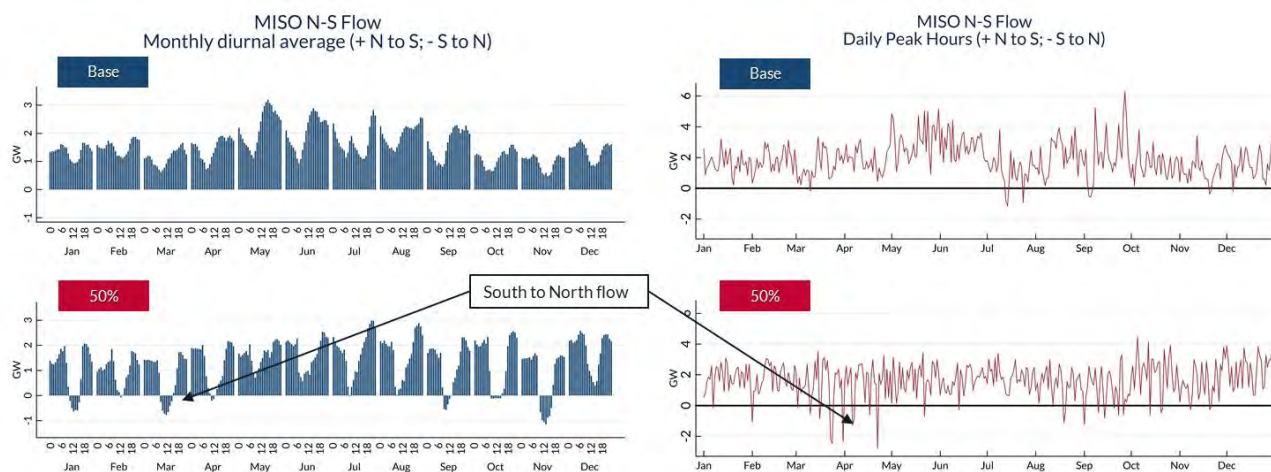 MISO N-S Flow
Monthly diurnal average (+ N to S; - S to N)
Base
GW
3
2
1
0
-1
0 6 12 18 0 6 12 18 0 6 12 18 0 6 12 18 0 6 12 18 0 6 12 18 0 6 12 18 0 6 12 18 0 6 12 18 0 6 12 18 0 6 12 18 0 6 12 18
Jan Feb Mar Apr May Jun Jul Aug Sep Oct Nov Dec
MISO N-S Flow
Daily Peak Hours (+ N to S; - S to N)
Base
GW
6
4
2
0
-2
Jan Feb Mar Apr May Jun Jul Aug Sep Oct Nov Dec
50%
South to North flow
GW
3
2
1
0
-1
0 6 12 18 0 6 12 18 0 6 12 18 0 6 12 18 0 6 12 18 0 6 12 18 0 6 12 18 0 6 12 18 0 6 12 18 0 6 12 18 0 6 12 18 0 6 12 18
Jan Feb Mar Apr May Jun Jul Aug Sep Oct Nov Dec
50%
GW
6
4
2
0
-2
Jan Feb Mar Apr May Jun Jul Aug Sep Oct Nov Dec